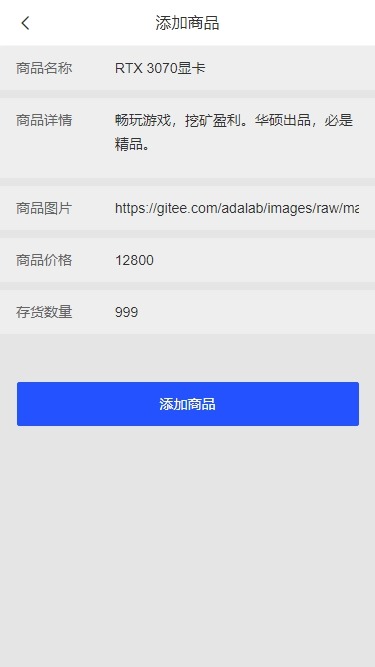 添加商品
商品名称 RTX 3070显卡
商品详情 畅玩游戏，挖矿盈利。华硕出品，必是
精品。
商品图片 https://gitee.com/adalab/images/raw/ma
商品价格 12800
存货数量 999
添加商品